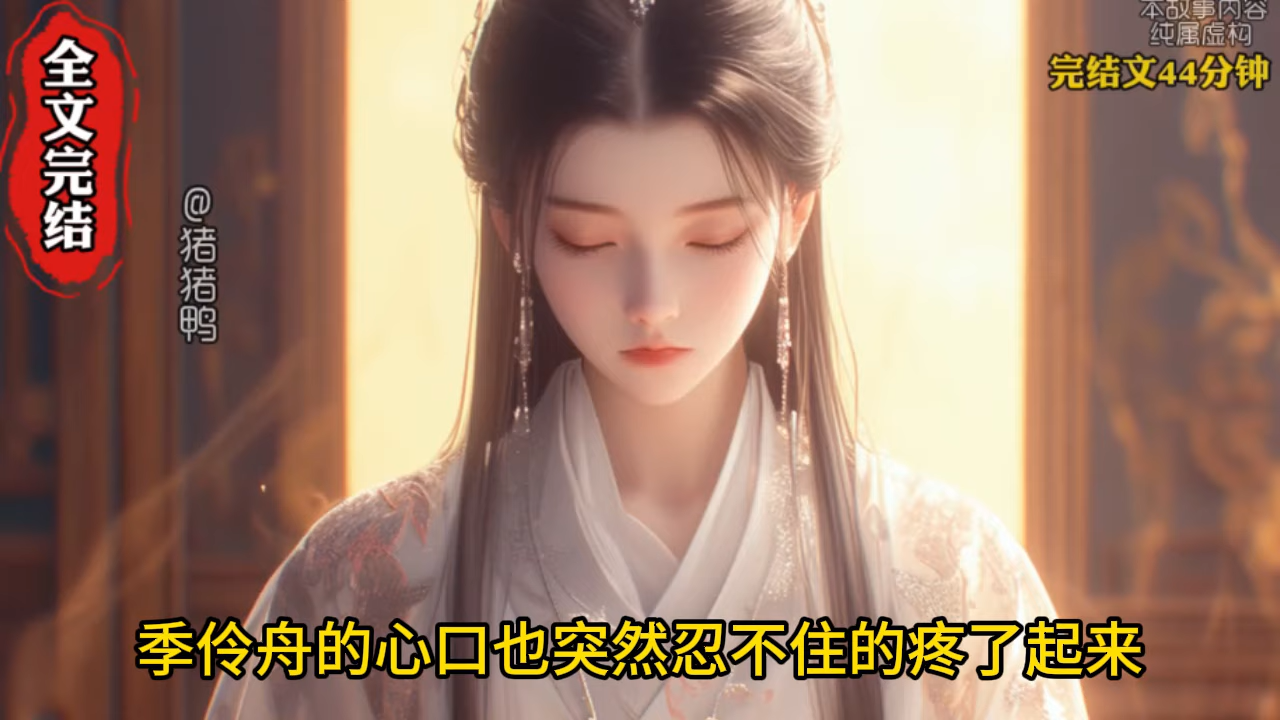 全文完结
@猪猪鸭
本故事内容
纯属虚构
完结文44分钟
季伶舟的心口也突然忍不住的疼了起来